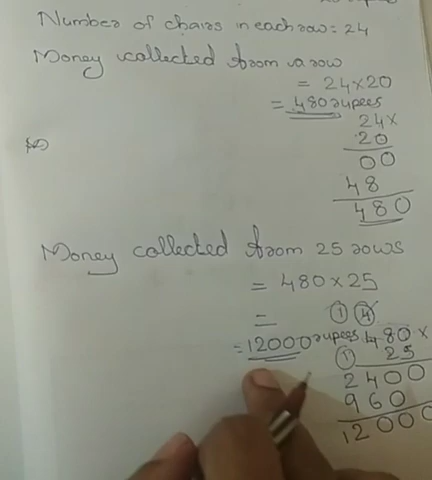 Number of chairs in each row = 24
Money collected from a row
= 24×20
= 480 rupees
24×
20
00
48
480
Money collected from 25 rows
= 480×25
=
1 4
= 12000 rupees
480×
1 25
2400
960
12000